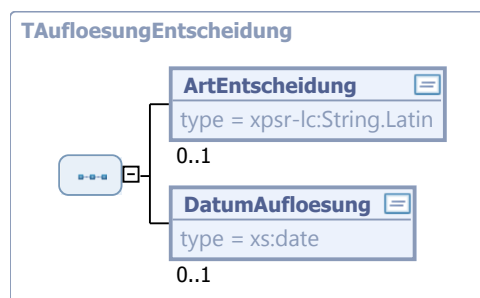 TAufloesungEntscheidung
ArtEntscheidung
type = xpsr-lc:String.Latin
0..1
DatumAufloesung
type = xs:date
0..1